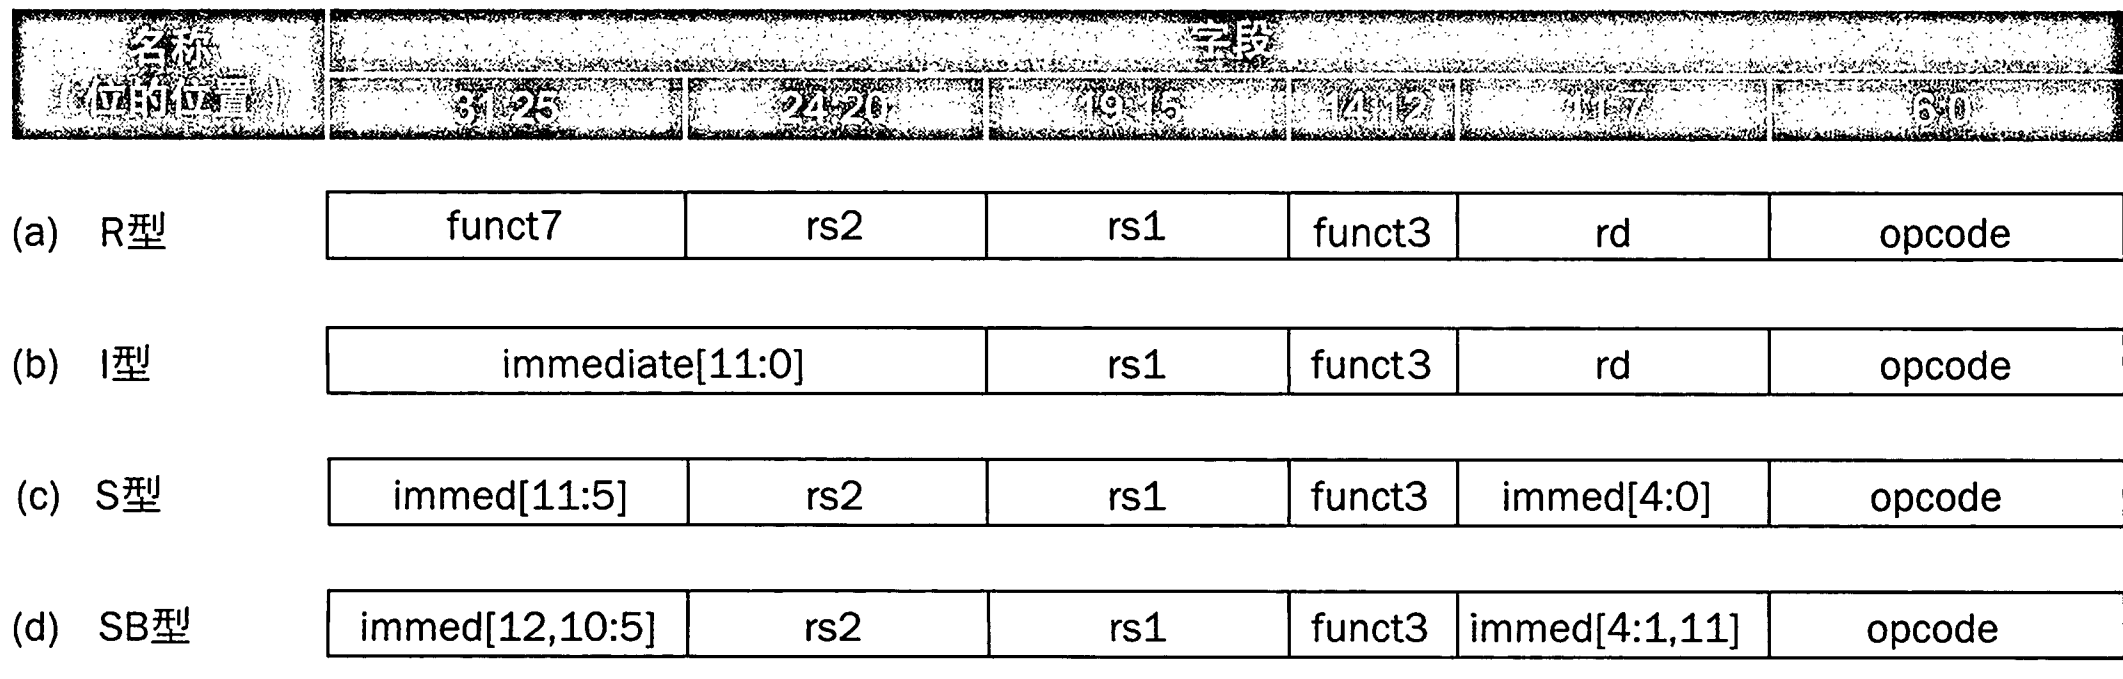 名称 字段
（位的位置） 31:25 24:20 19:15 14:12 11:7 6:0
(a) R型 funct7 rs2 rs1 funct3 rd opcode
(b) I型 immediate[11:0] rs1 funct3 rd opcode
(c) S型 immed[11:5] rs2 rs1 funct3 immed[4:0] opcode
(d) SB型 immed[12,10:5] rs2 rs1 funct3 immed[4:1,11] opcode